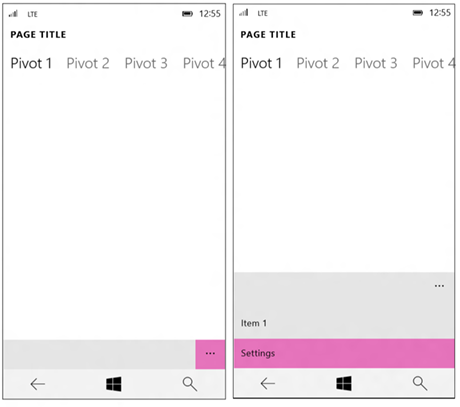 LTE 12:55
PAGE TITLE
Pivot 1 Pivot 2 Pivot 3 Pivot 4
...
LTE 12:55
PAGE TITLE
Pivot 1 Pivot 2 Pivot 3 Pivot 4
...
Item 1
Settings